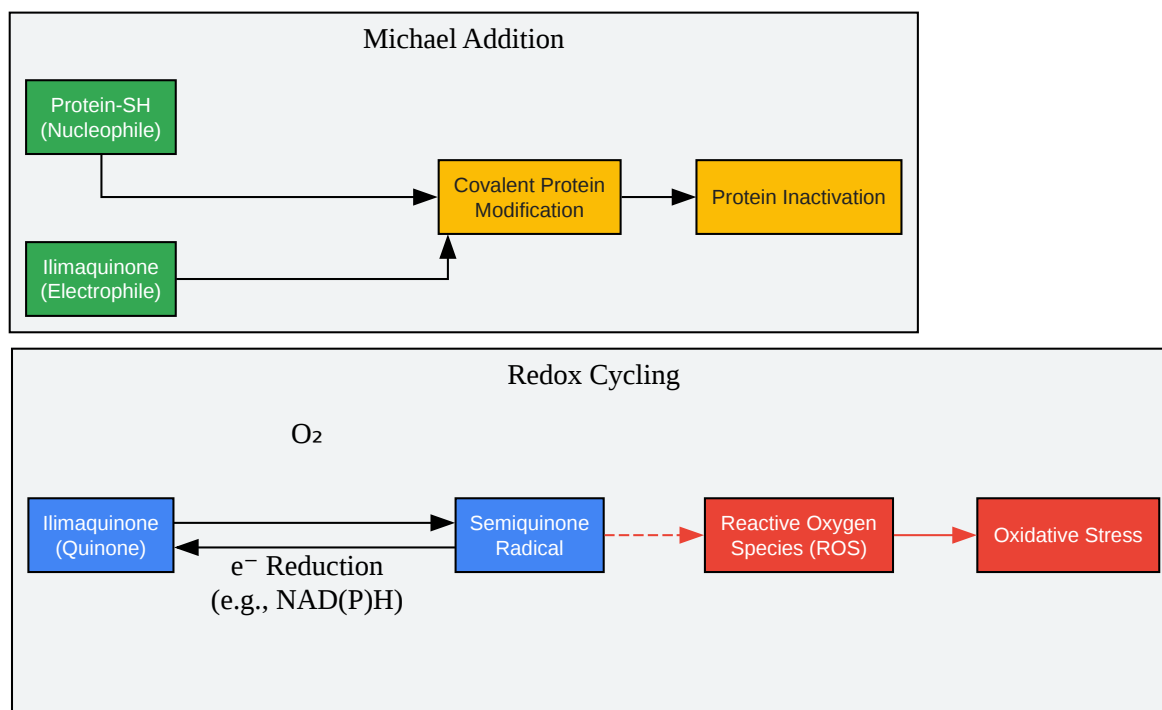 Michael Addition
Protein-SH
(Nucleophile)
Covalent Protein
Modification
Protein Inactivation
Ilimaquinone
(Electrophile)
Redox Cycling
O₂
Ilimaquinone
(Quinone)
Semiquinone
Radical
Reactive Oxygen
Species (ROS)
Oxidative Stress
e⁻ Reduction
(e.g., NAD(P)H)